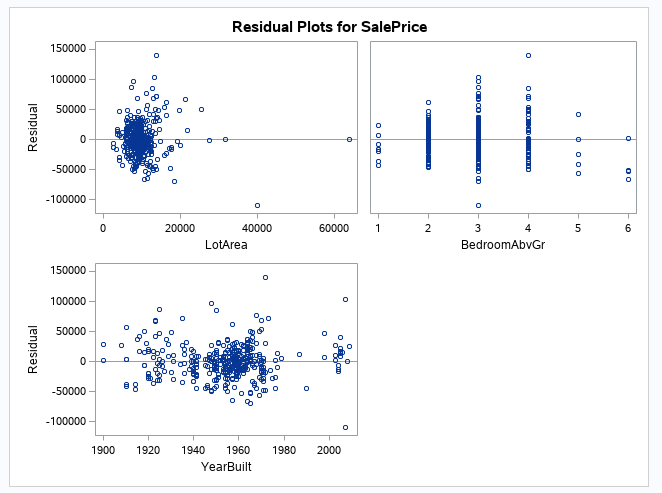 Residual Plots for SalePrice
150000
100000
50000
0
-50000
-100000
Residual
0 20000 40000 60000
LotArea
1 2 3 4 5 6
BedroomAbvGr
150000
100000
50000
0
-50000
-100000
Residual
1900 1920 1940 1960 1980 2000
YearBuilt